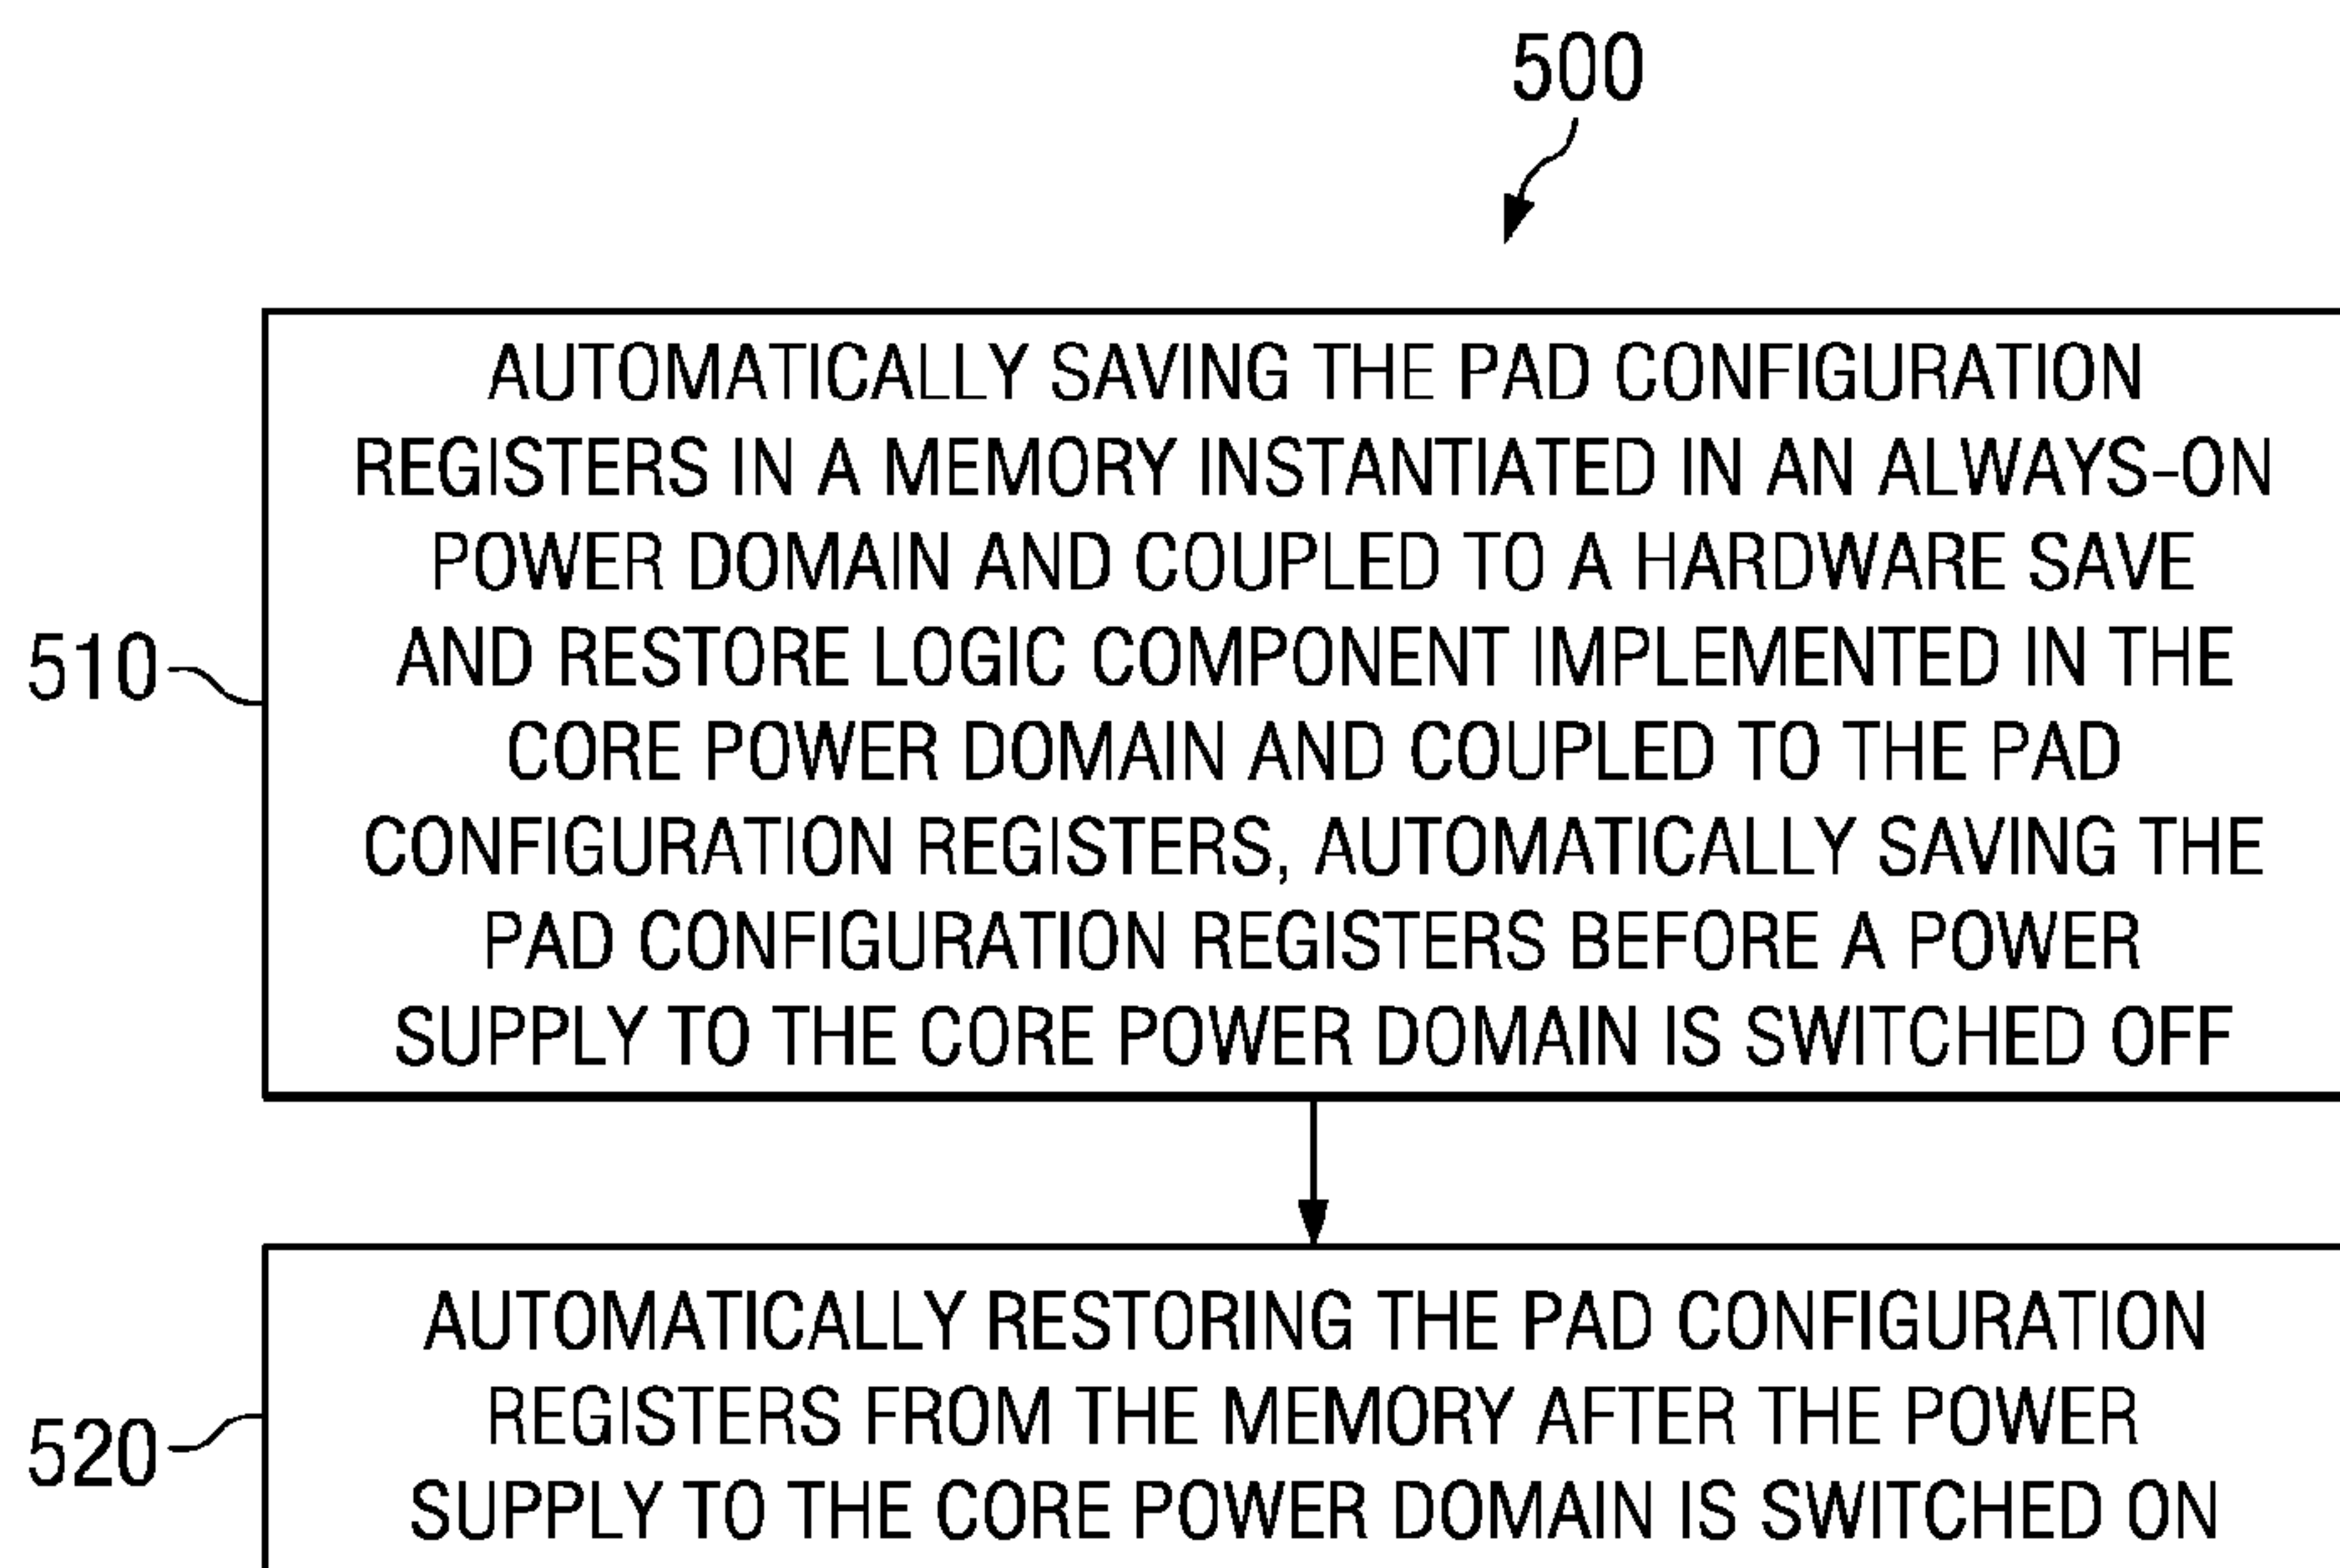 500
AUTOMATICALLY SAVING THE PAD CONFIGURATION
REGISTERS IN A MEMORY INSTANTIATED IN AN ALWAYS-ON
POWER DOMAIN AND COUPLED TO A HARDWARE SAVE
AND RESTORE LOGIC COMPONENT IMPLEMENTED IN THE
CORE POWER DOMAIN AND COUPLED TO THE PAD
CONFIGURATION REGISTERS, AUTOMATICALLY SAVING THE
PAD CONFIGURATION REGISTERS BEFORE A POWER
SUPPLY TO THE CORE POWER DOMAIN IS SWITCHED OFF
510
AUTOMATICALLY RESTORING THE PAD CONFIGURATION
REGISTERS FROM THE MEMORY AFTER THE POWER
SUPPLY TO THE CORE POWER DOMAIN IS SWITCHED ON
520